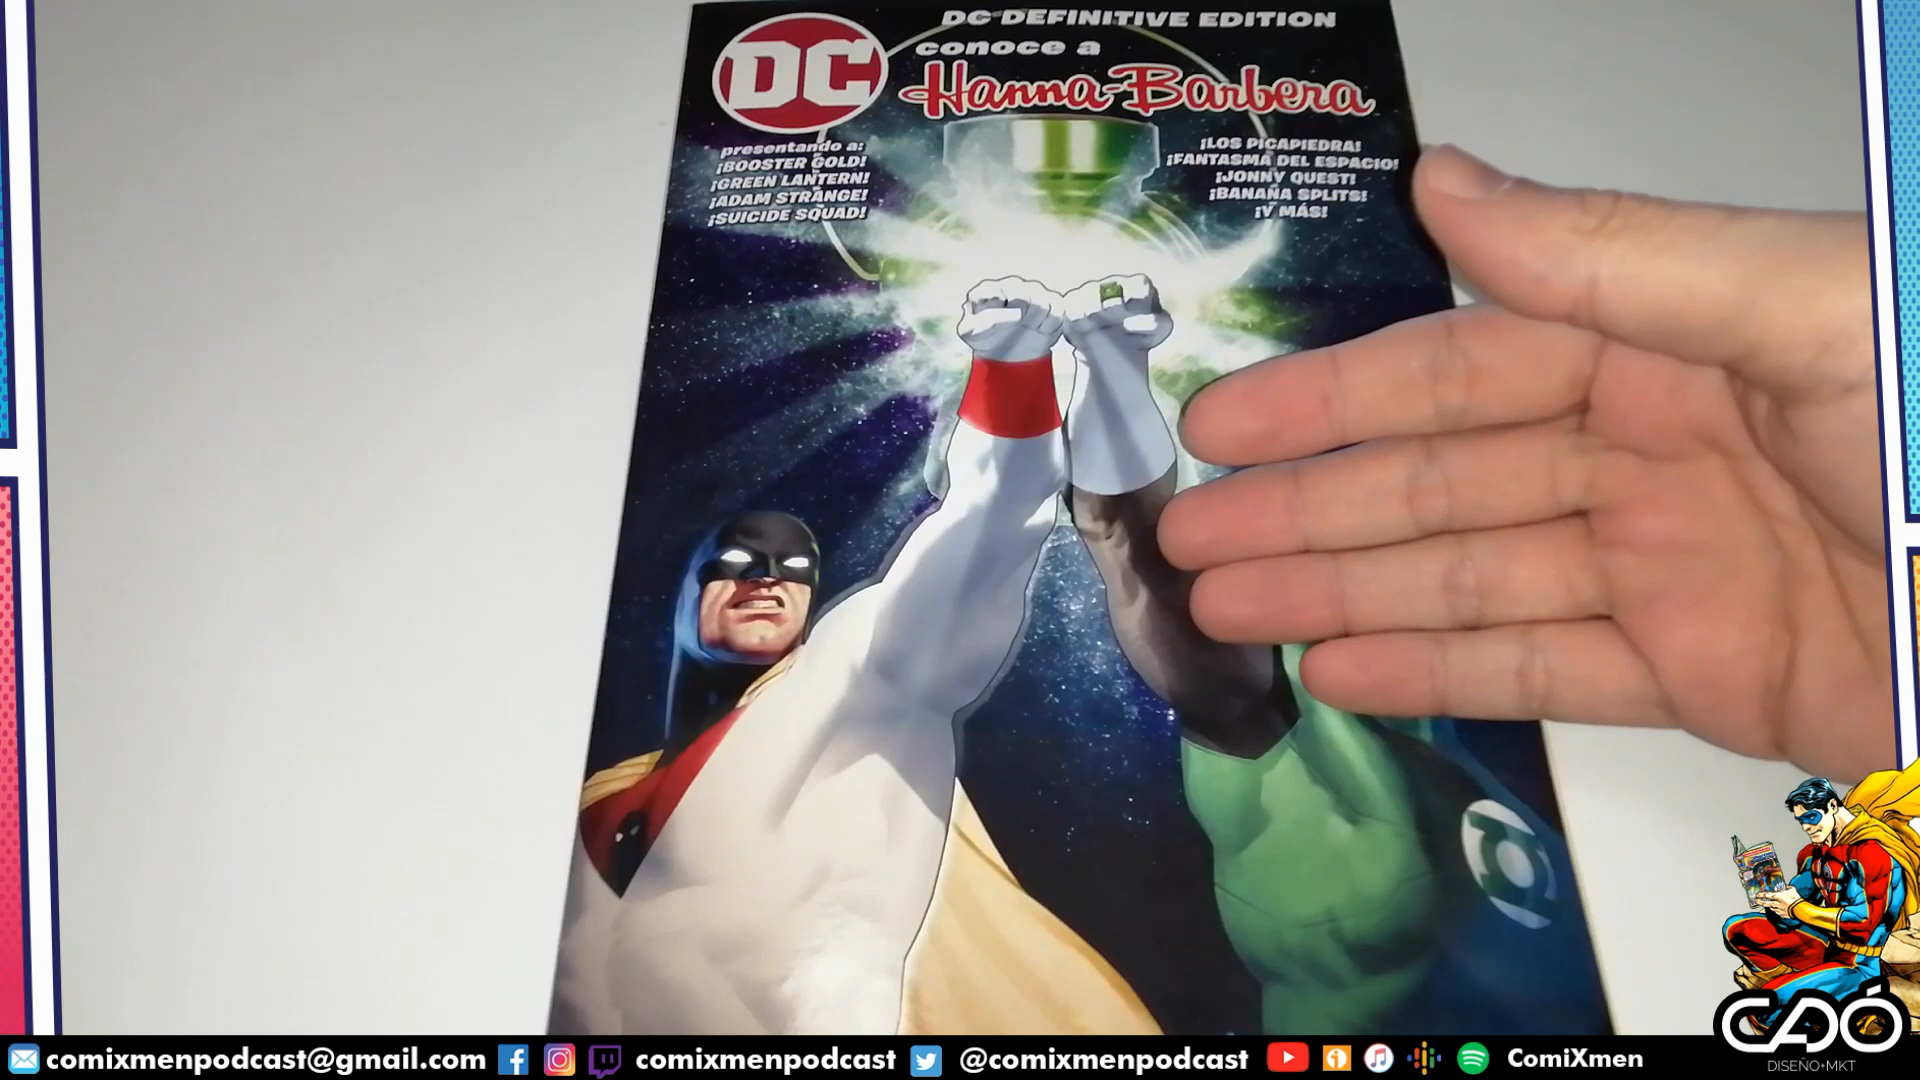 DC DEFINITIVE EDITION
DC
conoce a
Hanna-Barbera
presentando a:
¡BOOSTER GOLD!
¡GREEN LANTERN!
¡ADAM STRANGE!
¡SUICIDE SQUAD!
¡LOS PICAPIEDRA!
¡FANTASMA DEL ESPACIO!
¡JONNY QUEST!
¡BANANA SPLITS!
¡Y MÁS!
CADÓ
DISEÑO+MKT
comixmenpodcast@gmail.com comixmenpodcast @comixmenpodcast ComiXmen